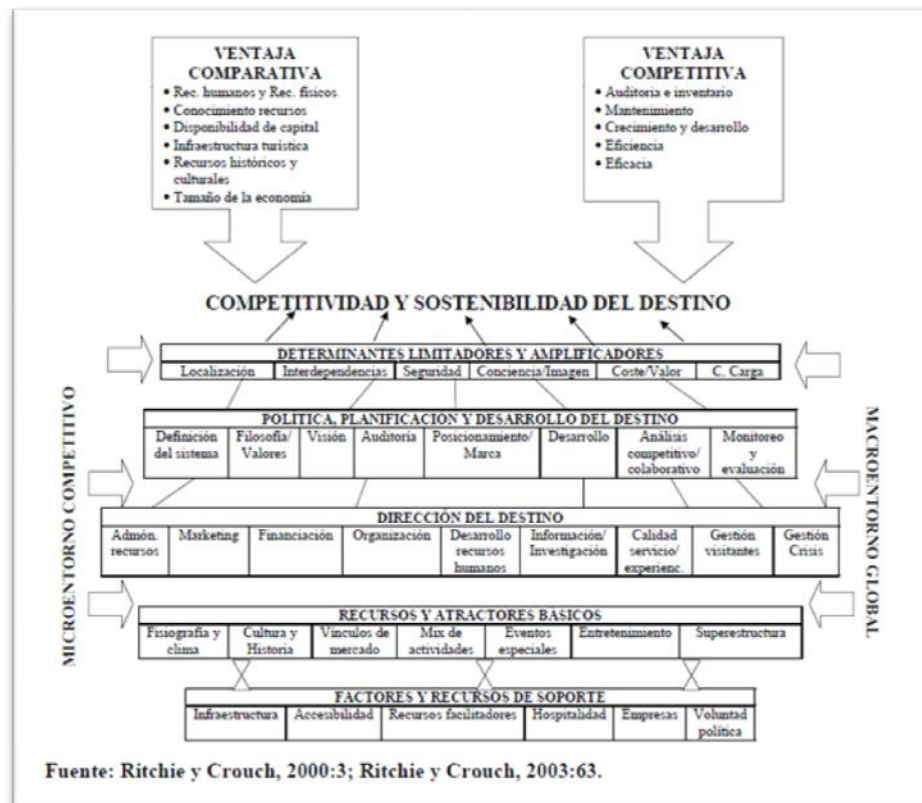 VENTAJA
COMPARATIVA
• Rec. humanos y Rec. físicos
• Conocimiento recursos
• Disponibilidad de capital
• Infraestructura turística
• Recursos históricos y
culturales
• Tamaño de la economía
VENTAJA
COMPETITIVA
• Auditoria e inventario
• Mantenimiento
• Crecimiento y desarrollo
• Eficiencia
• Eficacia
COMPETITIVIDAD Y SOSTENIBILIDAD DEL DESTINO
DETERMINANTES LIMITADORES Y AMPLIFICADORES
Localización Interdependencias Seguridad Conciencia/Imagen Coste/Valor C. Carga
POLÍTICA, PLANIFICACION Y DESARROLLO DEL DESTINO
Definición Filosofía/ Visión Auditoría Posicionamiento/ Desarrollo Análisis Monitoreo
del sistema Valores Marca competitivo/ y
colaborativo evaluación
DIRECCIÓN DEL DESTINO
Admón. Marketing Financiación Organización Desarrollo Información/ Calidad Gestión Gestión
recursos recursos Investigación servicio/ visitantes Crisis
humanos experienc.
RECURSOS Y ATRACTORES BASICOS
Fisiografía y Cultura y Vínculos de Mix de Eventos Entretenimiento Superestructura
clima Historia mercado actividades especiales
FACTORES Y RECURSOS DE SOPORTE
Infraestructura Accesibilidad Recursos facilitadores Hospitalidad Empresas Voluntad
política
MICROENTORNO COMPETITIVO
MACROENTORNO GLOBAL
Fuente: Ritchie y Crouch, 2000:3; Ritchie y Crouch, 2003:63.